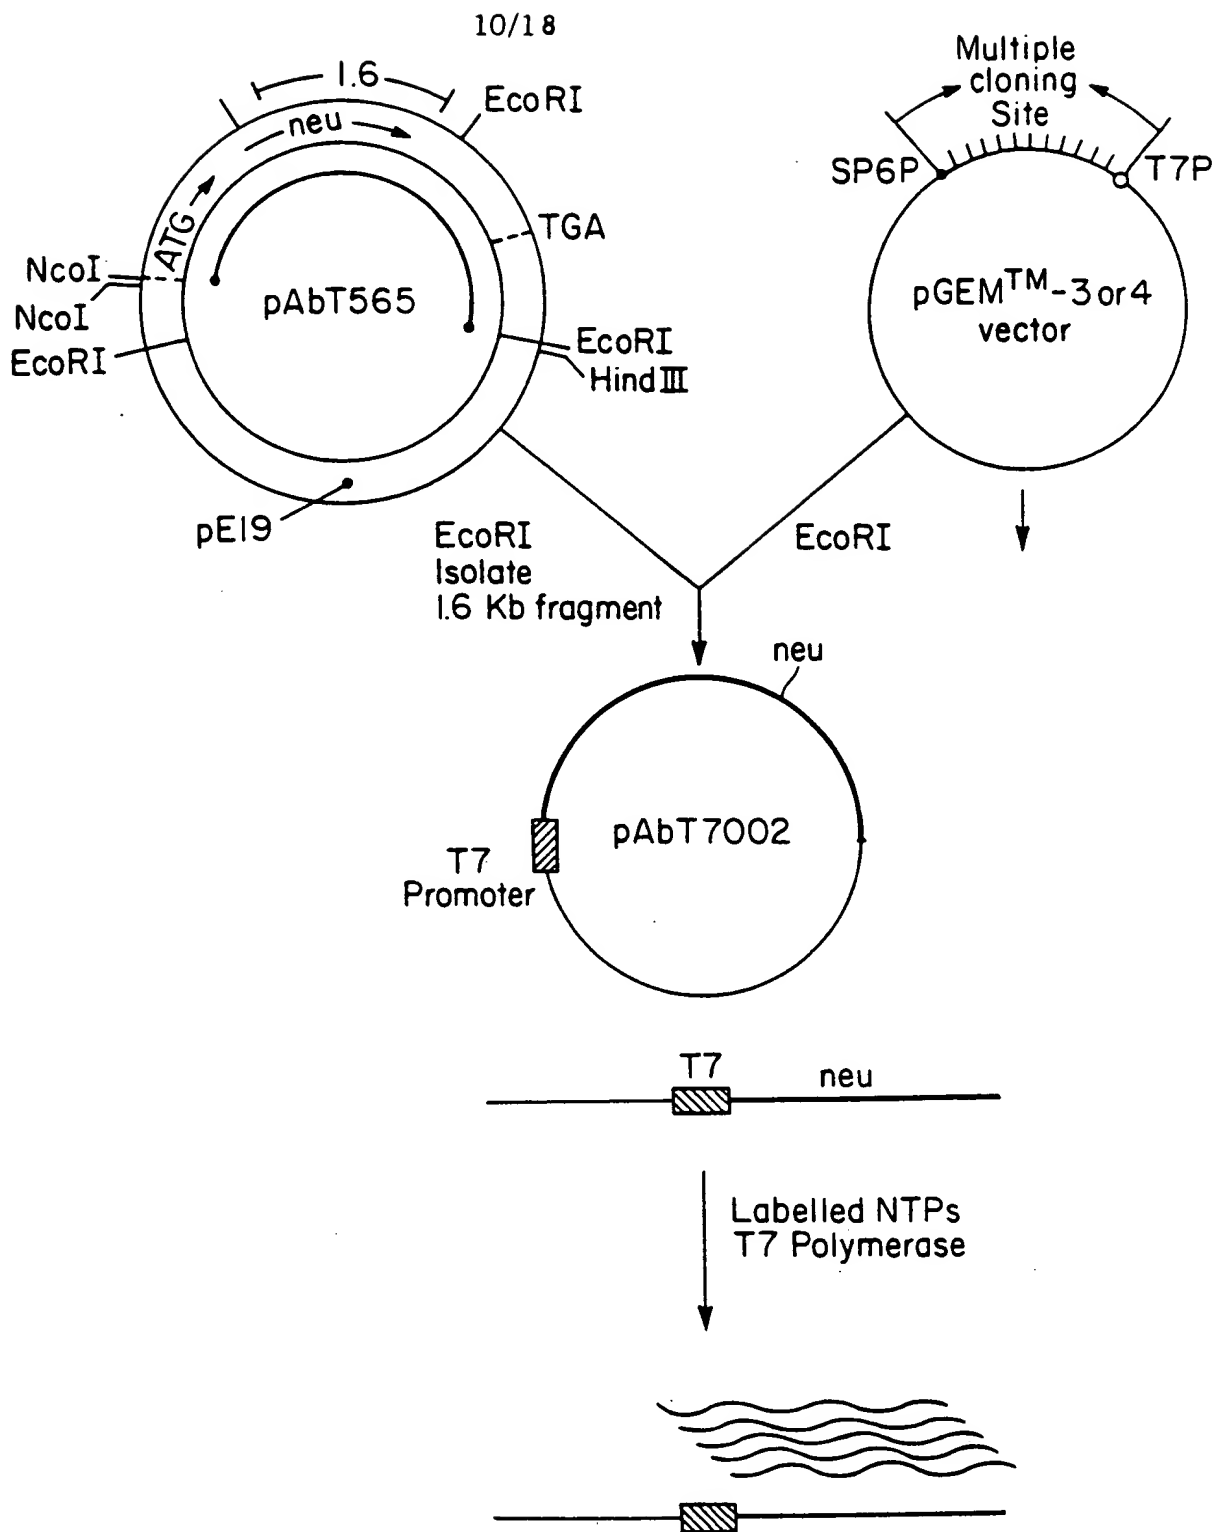 10/18
1.6
EcoRI
neu
ATG
NcoI
NcoI
EcoRI
pAbT565
TGA
EcoRI
Hind III
pE19
Multiple
cloning
Site
SP6P
T7P
pGEM™-3 or 4
vector
EcoRI
Isolate
1.6 Kb fragment
EcoRI
neu
pAbT7002
T7
Promoter
T7
neu
Labelled NTPs
T7 Polymerase